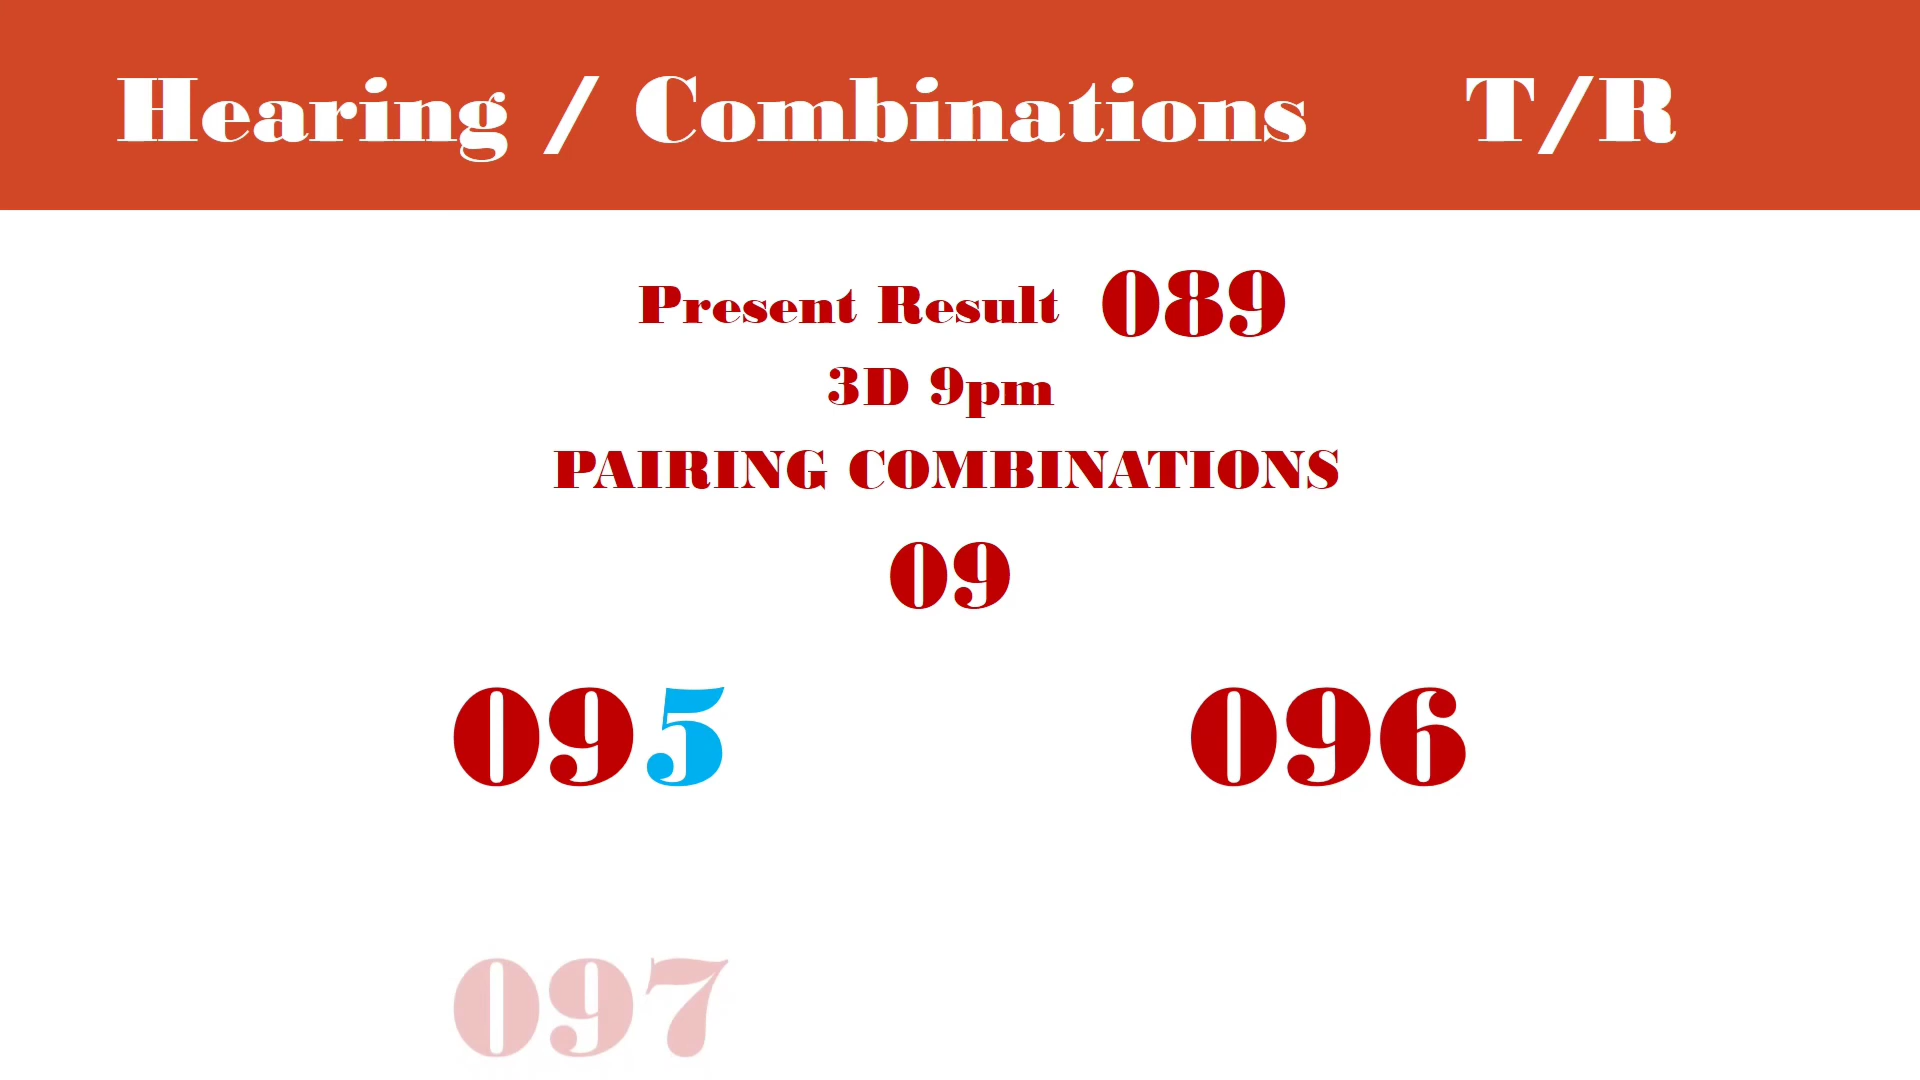 Hearing / Combinations T/R
Present Result 089
3D 9pm
PAIRING COMBINATIONS
09
095 096
097